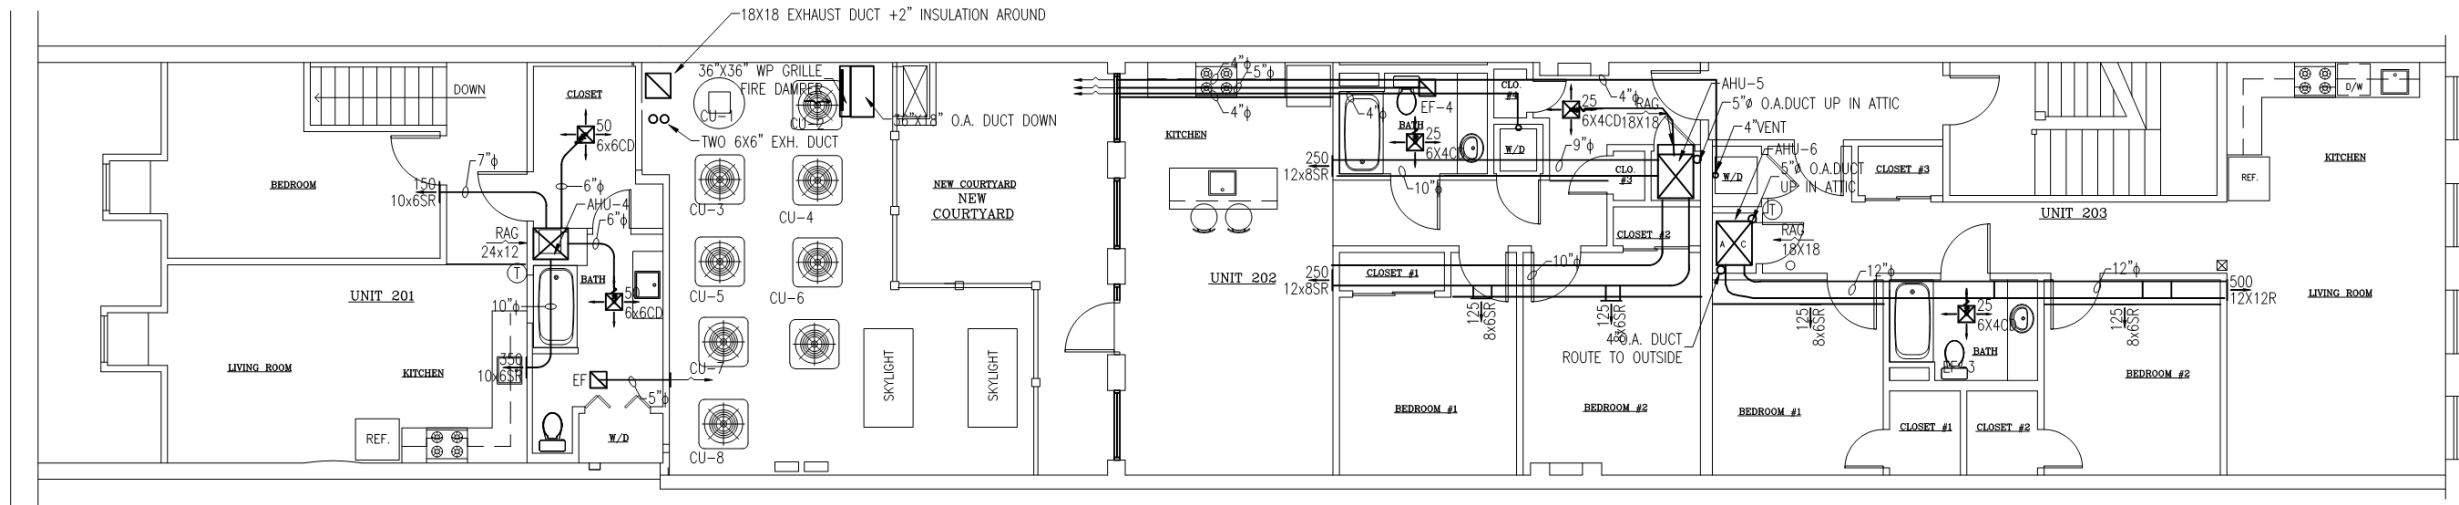 18X18 EXHAUST DUCT +2" INSULATION AROUND
36"X36" WP GRILLE
FIRE DAMPER
CU-1
CU-2
O.A. DUCT DOWN
TWO 6X6" EXH. DUCT
DOWN
CLOSET
50
6x6CD
7"ϕ
BEDROOM
150
10x6SR
6"ϕ
AHU-4
6"ϕ
RAG
24x12
T
BATH
UNIT 201
10"ϕ
50
6x6CD
LIVING ROOM
KITCHEN
350
10x6SR
EF
5"ϕ
REF.
W/D
CU-3
CU-4
CU-5
CU-6
CU-7
CU-8
NEW COURTYARD
NEW
COURTYARD
SKYLIGHT
SKYLIGHT
4"ϕ
5"ϕ
4"ϕ
KITCHEN
4"ϕ
EF-4
BATH
25
6X4CD
CLO.
W/D
25
6X4CD
4"ϕ
RAG
18X18
AHU-5
5"ø O.A.DUCT UP IN ATTIC
4"VENT
AHU-6
5"ø O.A.DUCT
UP IN ATTIC
250
12x8SR
10"ϕ
9"ϕ
CLO.
#3
W/D
CLOSET #3
T
UNIT 203
CLOSET #2
A C
RAG
18X18
UNIT 202
250
12x8SR
CLOSET #1
10"ϕ
125
8x6SR
125
8x6SR
O.A. DUCT
ROUTE TO OUTSIDE
BEDROOM #1
BEDROOM #2
12"ϕ
125
8x6SR
BEDROOM #1
25
6X4CD
BATH
12"ϕ
125
8x6SR
BEDROOM #2
500
12X12R
CLOSET #1
CLOSET #2
D/W
KITCHEN
REF.
LIVING ROOM